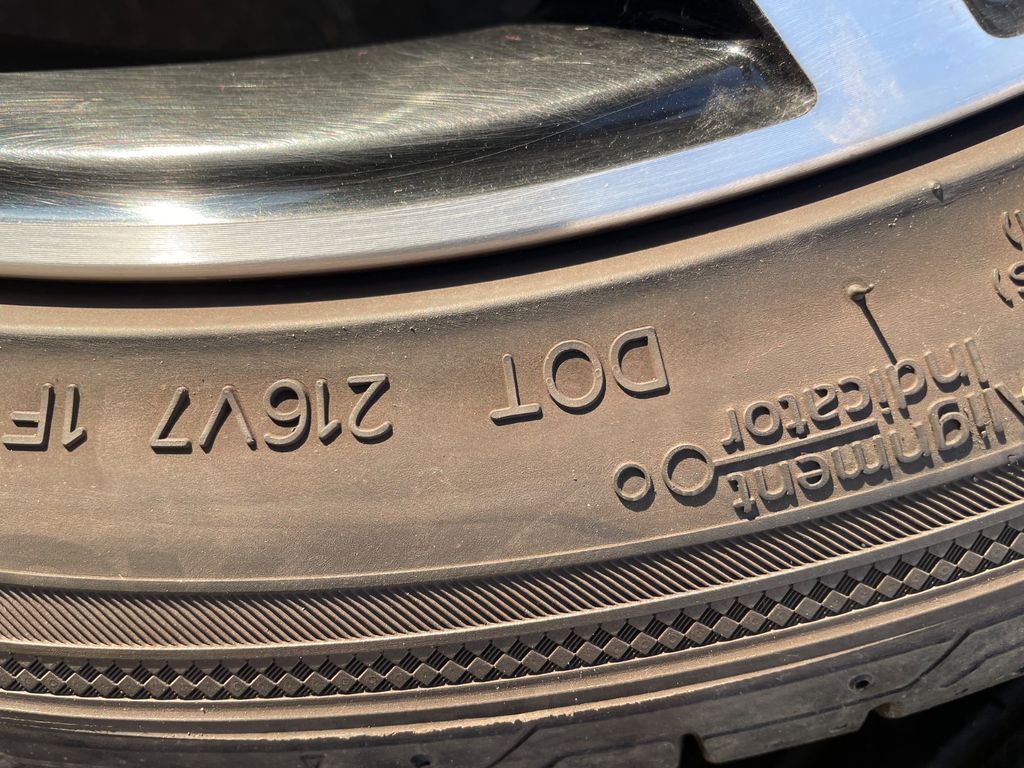 Alignment
Indicator
DOT 216V7 1F